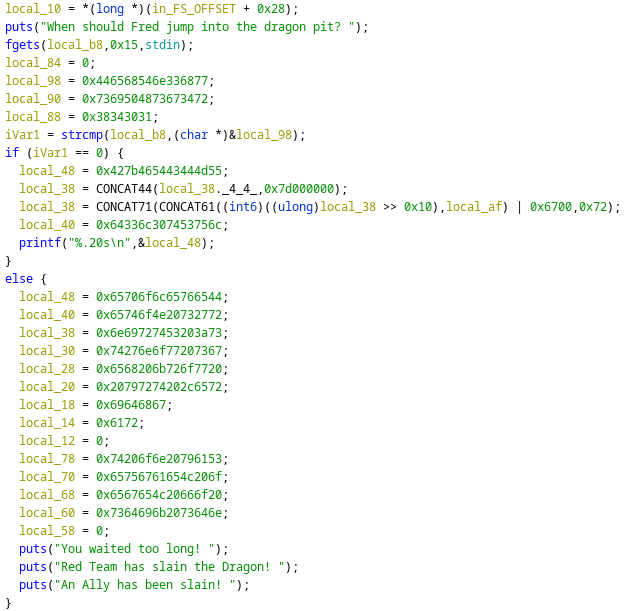 local_10 = *(long *)(in_FS_OFFSET + 0x28);
puts("When should Fred jump into the dragon pit? ");
fgets(local_b8,0x15,stdin);
local_84 = 0;
local_98 = 0x446568546e336877;
local_90 = 0x7369504873673472;
local_88 = 0x38343031;
iVar1 = strcmp(local_b8,(char *)&local_98);
if (iVar1 == 0) {
  local_48 = 0x427b465443444d55;
  local_38 = CONCAT44(local_38._4_4_,0x7d000000);
  local_38 = CONCAT71(CONCAT61((int6)((ulong)local_38 >> 0x10),local_af) | 0x6700,0x72);
  local_40 = 0x64336c307453756c;
  printf("%.20s\n",&local_48);
}
else {
  local_48 = 0x65706f6c65766544;
  local_40 = 0x65746f4e20732772;
  local_38 = 0x6e69727453203a73;
  local_30 = 0x74276e6f77207367;
  local_28 = 0x6568206b726f7720;
  local_20 = 0x20797274202c6572;
  local_18 = 0x69646867;
  local_14 = 0x6172;
  local_12 = 0;
  local_78 = 0x74206f6e20796153;
  local_70 = 0x65756761654c206f;
  local_68 = 0x6567654c20666f20;
  local_60 = 0x7364696b2073646e;
  local_58 = 0;
  puts("You waited too long! ");
  puts("Red Team has slain the Dragon! ");
  puts("An Ally has been slain! ");
}